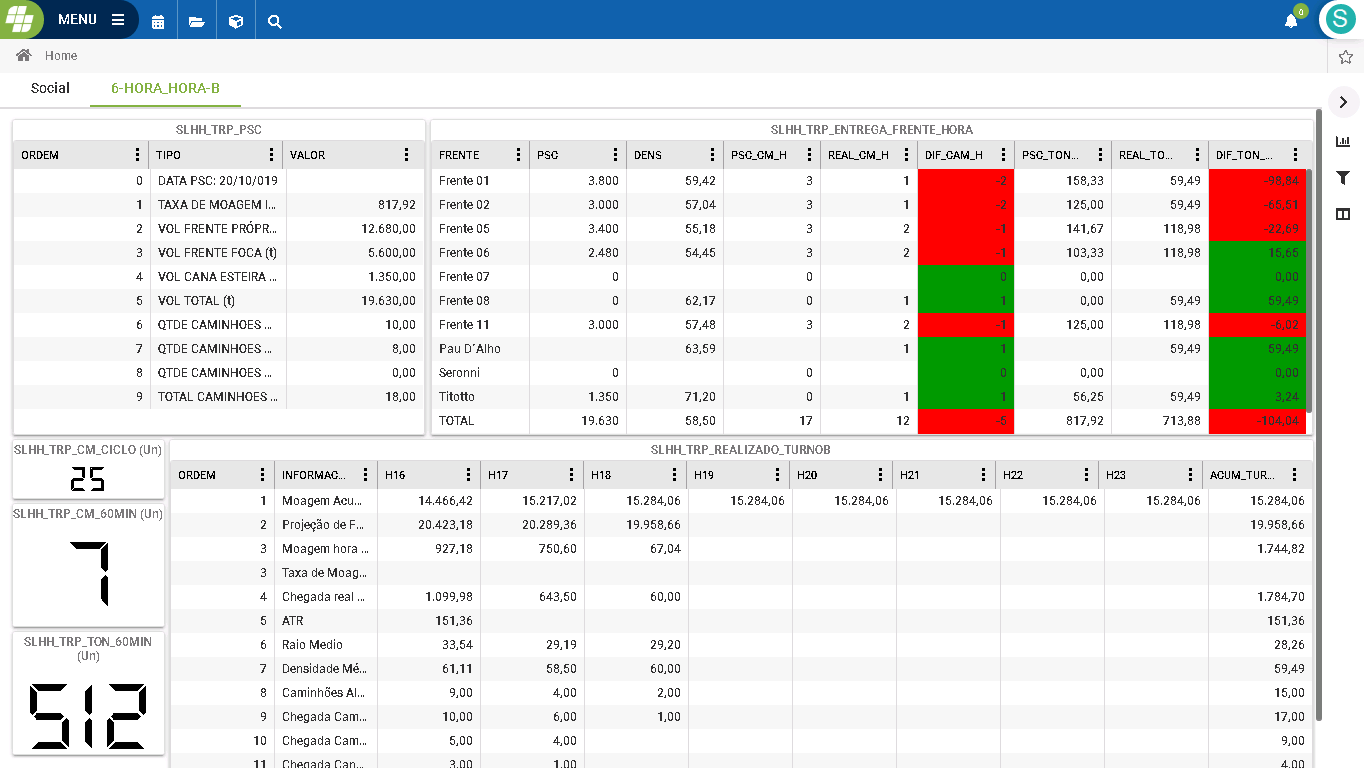 MENU
0
S
Home
Social 6-HORA_HORA-B
SLHH_TRP_PSC
ORDEM TIPO VALOR
0 DATA PSC: 20/10/019
1 TAXA DE MOAGEM I... 817,92
2 VOL FRENTE PRÓPR... 12.680,00
3 VOL FRENTE FOCA (t) 5.600,00
4 VOL CANA ESTEIRA ... 1.350,00
5 VOL TOTAL (t) 19.630,00
6 QTDE CAMINHOES ... 10,00
7 QTDE CAMINHOES ... 8,00
8 QTDE CAMINHOES ... 0,00
9 TOTAL CAMINHOES ... 18,00
SLHH_TRP_ENTREGA_FRENTE_HORA
FRENTE PSC DENS PSC_CM_H REAL_CM_H DIF_CAM_H PSC_TON... REAL_TO... DIF_TON_...
Frente 01 3.800 59,42 3 1 -2 158,33 59,49 -98,84
Frente 02 3.000 57,04 3 1 -2 125,00 59,49 -65,51
Frente 05 3.400 55,18 3 2 -1 141,67 118,98 -22,69
Frente 06 2.480 54,45 3 2 -1 103,33 118,98 15,65
Frente 07 0 0 0 0,00 0,00
Frente 08 0 62,17 0 1 1 0,00 59,49 59,49
Frente 11 3.000 57,48 3 2 -1 125,00 118,98 -6,02
Pau D´Alho 63,59 1 1 59,49 59,49
Seronni 0 0 0 0,00 0,00
Titotto 1.350 71,20 0 1 1 56,25 59,49 3,24
TOTAL 19.630 58,50 17 12 -5 817,92 713,88 -104,04
SLHH_TRP_CM_CICLO (Un)
25
SLHH_TRP_CM_60MIN (Un)
7
SLHH_TRP_TON_60MIN
(Un)
512
SLHH_TRP_REALIZADO_TURNOB
ORDEM INFORMAC... H16 H17 H18 H19 H20 H21 H22 H23 ACUM_TUR...
1 Moagem Acu... 14.466,42 15.217,02 15.284,06 15.284,06 15.284,06 15.284,06 15.284,06 15.284,06 15.284,06
2 Projeção de F... 20.423,18 20.289,36 19.958,66 19.958,66
3 Moagem hora ... 927,18 750,60 67,04 1.744,82
3 Taxa de Moag...
4 Chegada real ... 1.099,98 643,50 60,00 1.784,70
5 ATR 151,36 151,36
6 Raio Medio 33,54 29,19 29,20 28,26
7 Densidade Mé... 61,11 58,50 60,00 59,49
8 Caminhões Al... 9,00 4,00 2,00 15,00
9 Chegada Cam... 10,00 6,00 1,00 17,00
10 Chegada Cam... 5,00 4,00 9,00
11 Chegada Cam... 3,00 1,00 4,00